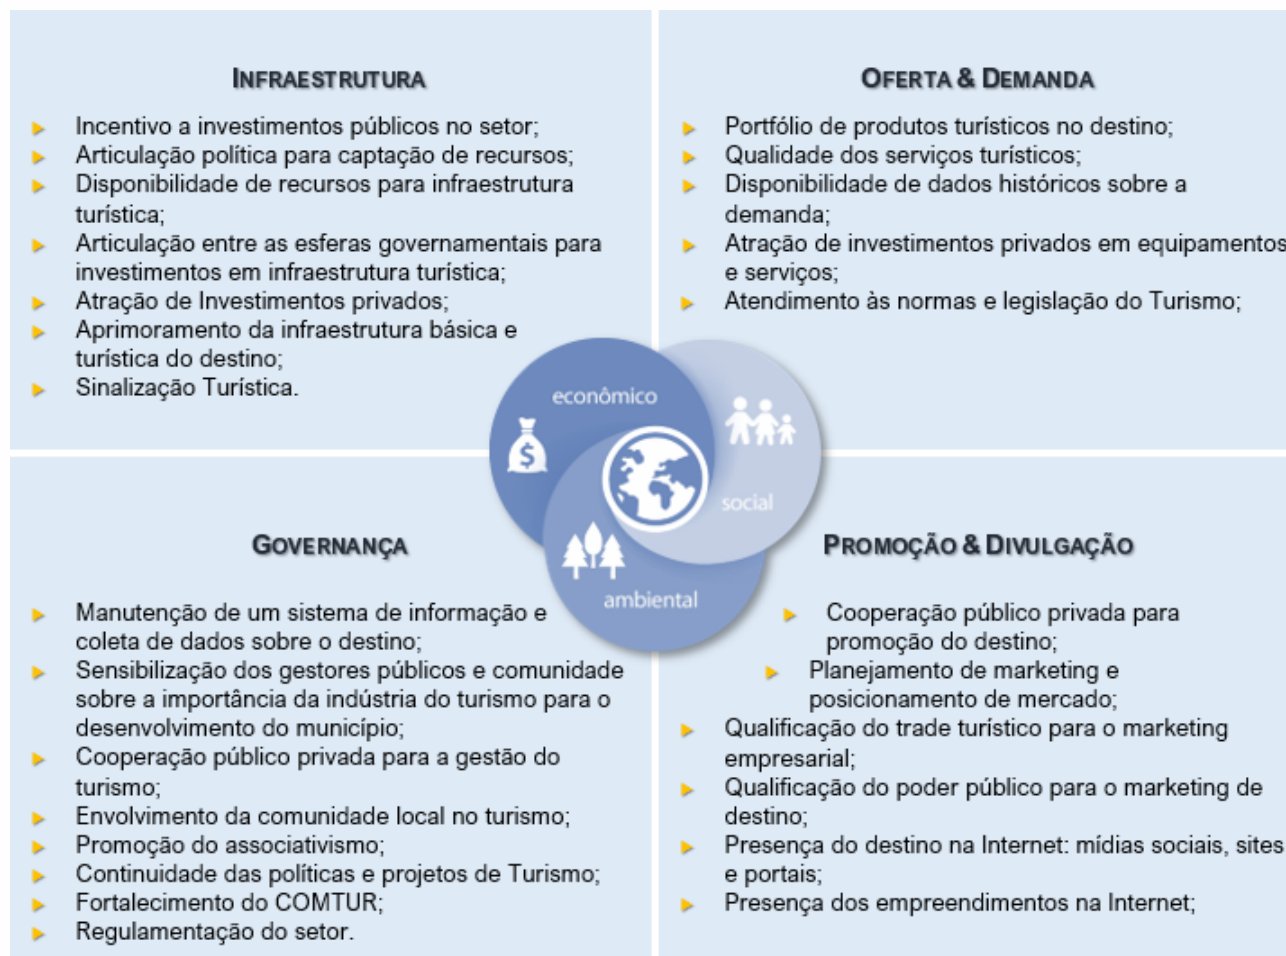 INFRAESTRUTURA
Incentivo a investimentos públicos no setor;
Articulação política para captação de recursos;
Disponibilidade de recursos para infraestrutura
turística;
Articulação entre as esferas governamentais para
investimentos em infraestrutura turística;
Atração de Investimentos privados;
Aprimoramento da infraestrutura básica e
turística do destino;
Sinalização Turística.
OFERTA & DEMANDA
Portfólio de produtos turísticos no destino;
Qualidade dos serviços turísticos;
Disponibilidade de dados históricos sobre a
demanda;
Atração de investimentos privados em equipamentos
e serviços;
Atendimento às normas e legislação do Turismo;
econômico
$
social
ambiental
GOVERNANÇA
Manutenção de um sistema de informação e
coleta de dados sobre o destino;
Sensibilização dos gestores públicos e comunidade
sobre a importância da indústria do turismo para o
desenvolvimento do município;
Cooperação público privada para a gestão do
turismo;
Envolvimento da comunidade local no turismo;
Promoção do associativismo;
Continuidade das políticas e projetos de Turismo;
Fortalecimento do COMTUR;
Regulamentação do setor.
PROMOÇÃO & DIVULGAÇÃO
Cooperação público privada para
promoção do destino;
Planejamento de marketing e
posicionamento de mercado;
Qualificação do trade turístico para o marketing
empresarial;
Qualificação do poder público para o marketing de
destino;
Presença do destino na Internet: mídias sociais, sites
e portais;
Presença dos empreendimentos na Internet;